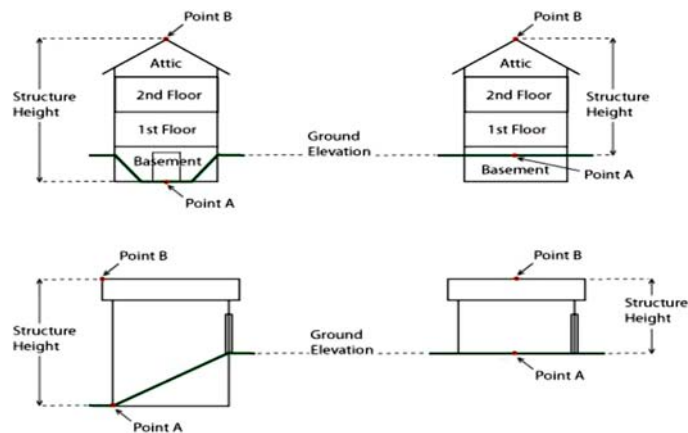 Point B
Attic
2nd Floor
1st Floor
Basement
Point A
Structure
Height
Ground
Elevation
Point B
Attic
2nd Floor
1st Floor
Basement
Point A
Structure
Height
Point B
Structure
Height
Point A
Ground
Elevation
Point B
Structure
Height
Point A